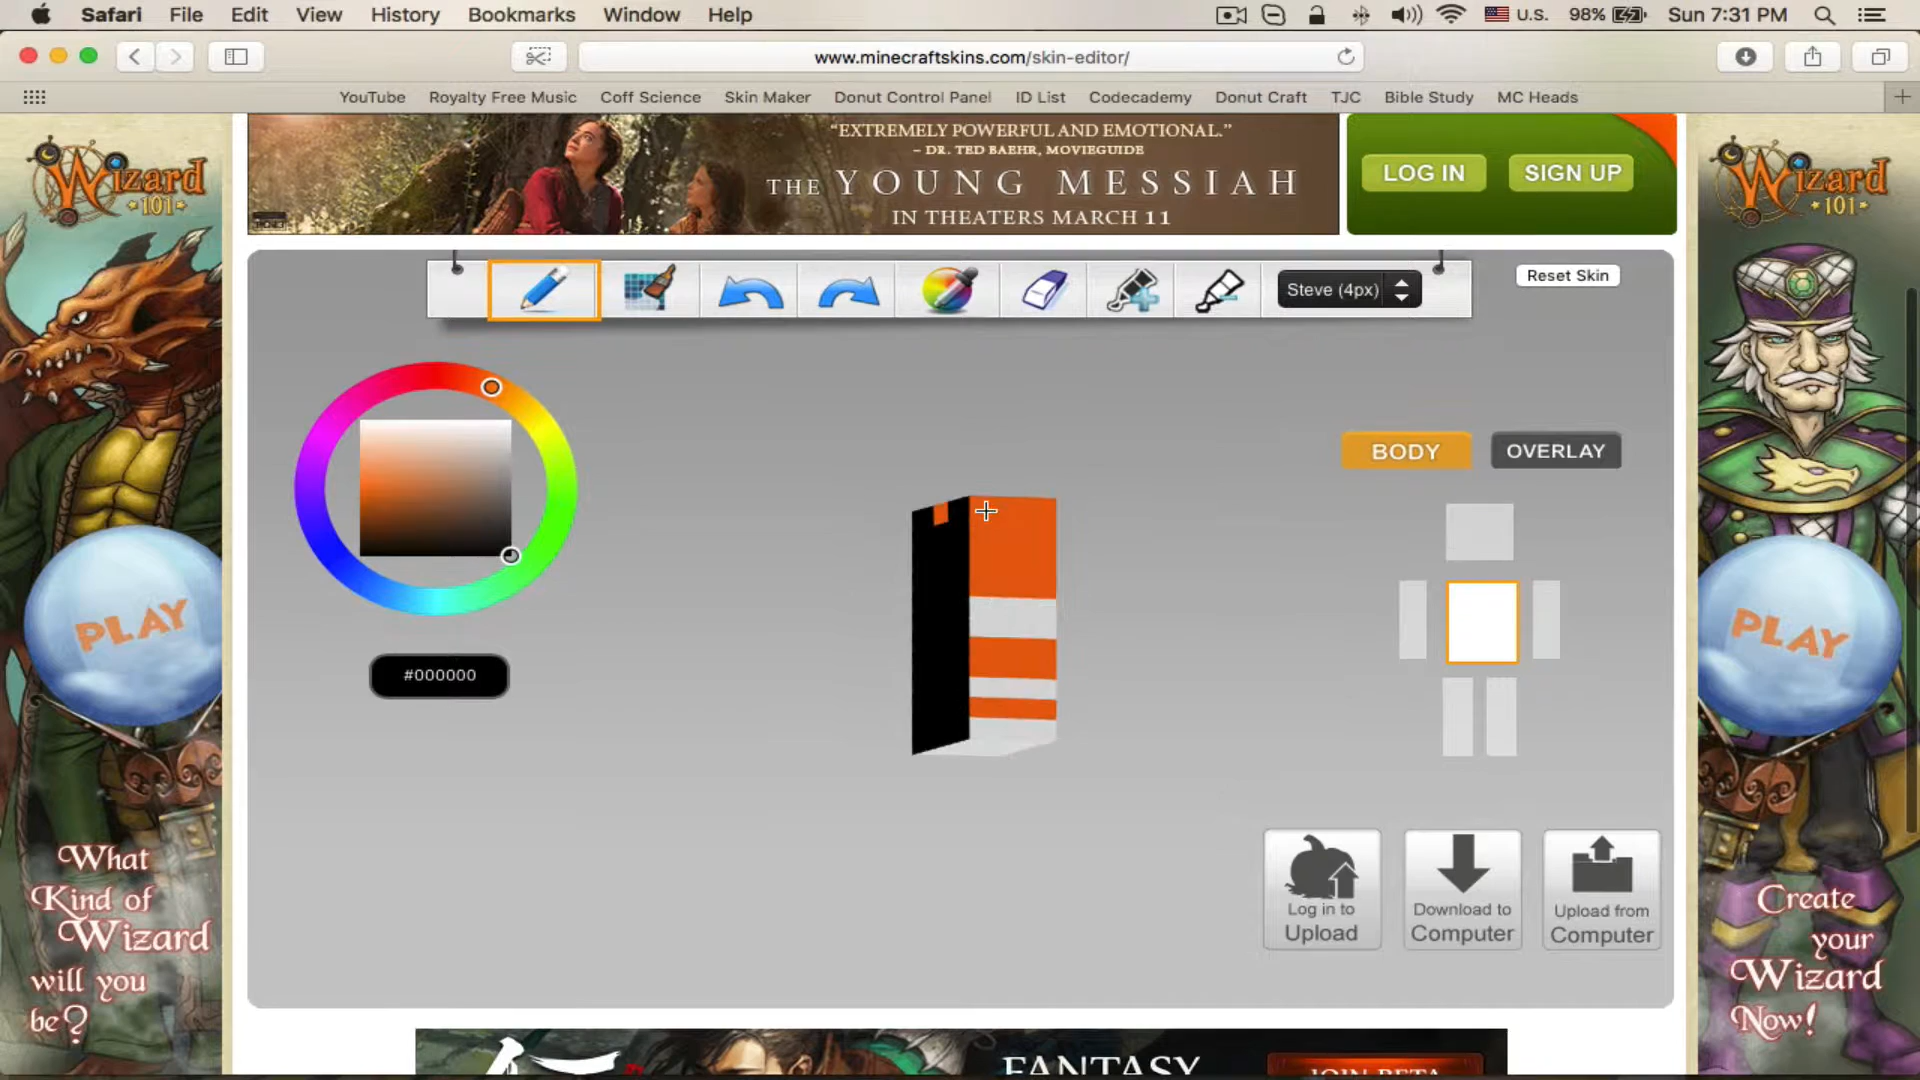 Safari File Edit View History Bookmarks Window Help
U.S. 98% Sun 7:31 PM
www.minecraftskins.com/skin-editor/
YouTube Royalty Free Music Coff Science Skin Maker Donut Control Panel ID List Codecademy Donut Craft TJC Bible Study MC Heads
Wizard
101
“EXTREMELY POWERFUL AND EMOTIONAL.”
– DR. TED BAEHR, MOVIEGUIDE
THE YOUNG MESSIAH
IN THEATERS MARCH 11
LOG IN SIGN UP
Wizard
101
Steve (4px)
Reset Skin
BODY OVERLAY
#000000
PLAY
PLAY
What
Kind of
Wizard
will you
be?
Log in to
Upload
Download to
Computer
Upload from
Computer
Create
your
Wizard
Now!
FANTASY
JOIN BETA